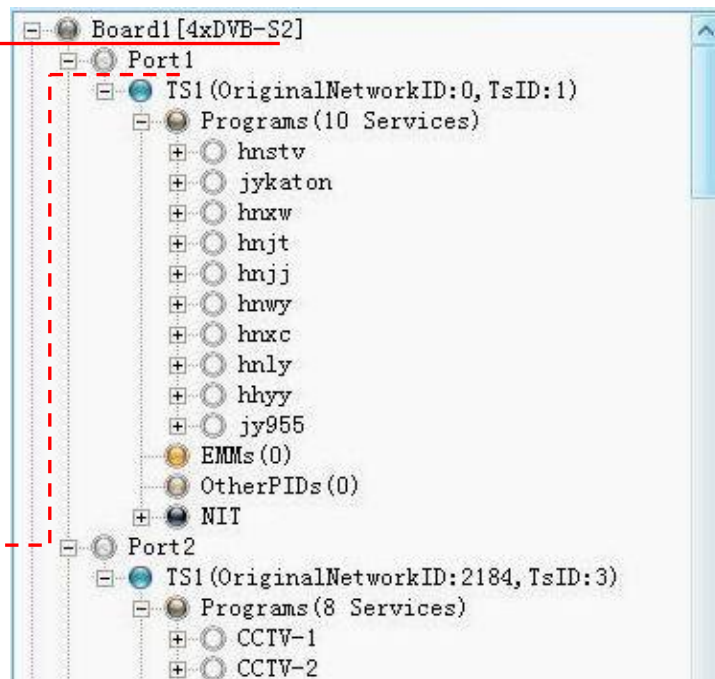 Board1[4xDVB-S2]
Port1
TS1(OriginalNetworkID:0,TsID:1)
Programs(10 Services)
hnstv
jykaton
hnxw
hnjt
hnjj
hnwy
hnxc
hnly
hhyy
jy955
EMMs(0)
OtherPIDs(0)
NIT
Port2
TS1(OriginalNetworkID:2184,TsID:3)
Programs(8 Services)
CCTV-1
CCTV-2